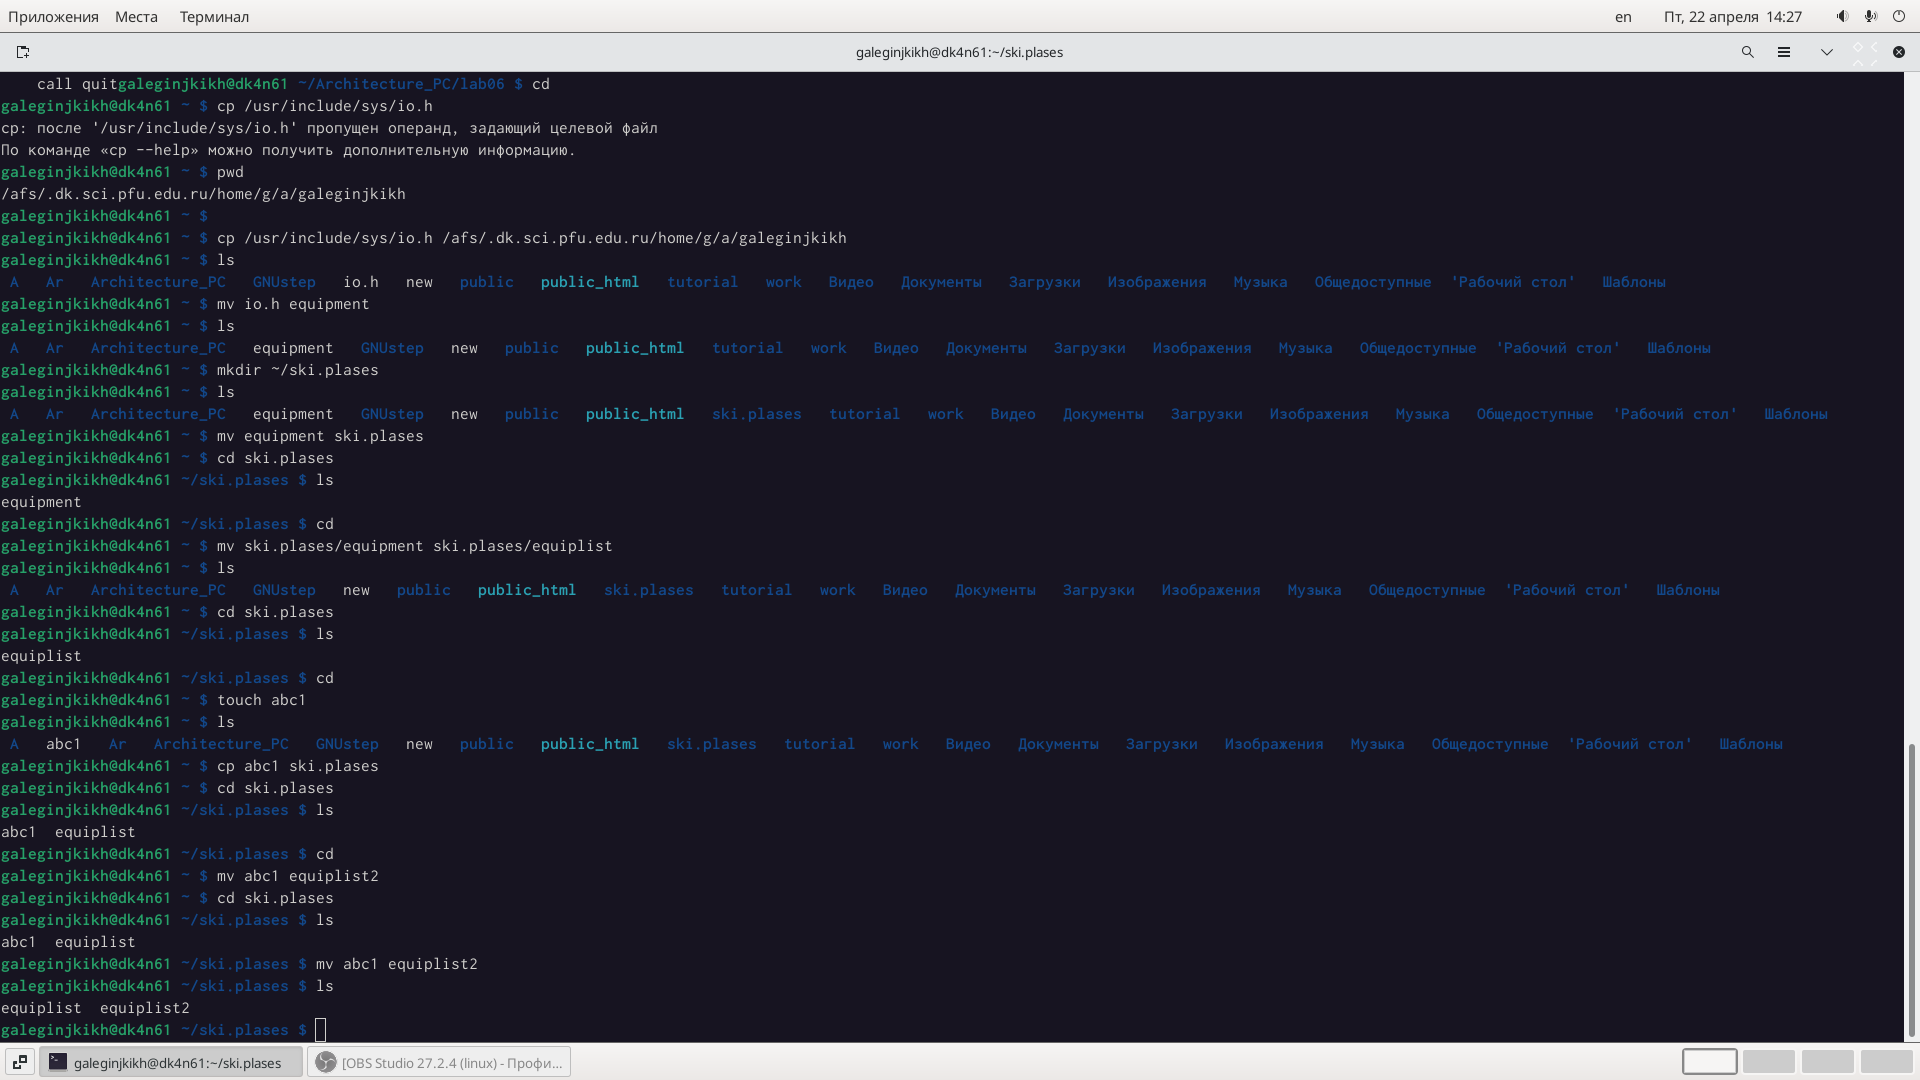 Приложения Места Терминал en Пт, 22 апреля 14:27
galeginjkikh@dk4n61:~/ski.plases
call quitgaleginjkikh@dk4n61 ~/Architecture_PC/lab06 $ cd
galeginjkikh@dk4n61 ~ $ cp /usr/include/sys/io.h
cp: после '/usr/include/sys/io.h' пропущен операнд, задающий целевой файл
По команде «cp --help» можно получить дополнительную информацию.
galeginjkikh@dk4n61 ~ $ pwd
/afs/.dk.sci.pfu.edu.ru/home/g/a/galeginjkikh
galeginjkikh@dk4n61 ~ $
galeginjkikh@dk4n61 ~ $ cp /usr/include/sys/io.h /afs/.dk.sci.pfu.edu.ru/home/g/a/galeginjkikh
galeginjkikh@dk4n61 ~ $ ls
A Ar Architecture_PC GNUstep io.h new public public_html tutorial work Видео Документы Загрузки Изображения Музыка Общедоступные 'Рабочий стол' Шаблоны
galeginjkikh@dk4n61 ~ $ mv io.h equipment
galeginjkikh@dk4n61 ~ $ ls
A Ar Architecture_PC equipment GNUstep new public public_html tutorial work Видео Документы Загрузки Изображения Музыка Общедоступные 'Рабочий стол' Шаблоны
galeginjkikh@dk4n61 ~ $ mkdir ~/ski.plases
galeginjkikh@dk4n61 ~ $ ls
A Ar Architecture_PC equipment GNUstep new public public_html ski.plases tutorial work Видео Документы Загрузки Изображения Музыка Общедоступные 'Рабочий стол' Шаблоны
galeginjkikh@dk4n61 ~ $ mv equipment ski.plases
galeginjkikh@dk4n61 ~ $ cd ski.plases
galeginjkikh@dk4n61 ~/ski.plases $ ls
equipment
galeginjkikh@dk4n61 ~/ski.plases $ cd
galeginjkikh@dk4n61 ~ $ mv ski.plases/equipment ski.plases/equiplist
galeginjkikh@dk4n61 ~ $ ls
A Ar Architecture_PC GNUstep new public public_html ski.plases tutorial work Видео Документы Загрузки Изображения Музыка Общедоступные 'Рабочий стол' Шаблоны
galeginjkikh@dk4n61 ~ $ cd ski.plases
galeginjkikh@dk4n61 ~/ski.plases $ ls
equiplist
galeginjkikh@dk4n61 ~/ski.plases $ cd
galeginjkikh@dk4n61 ~ $ touch abc1
galeginjkikh@dk4n61 ~ $ ls
A abc1 Ar Architecture_PC GNUstep new public public_html ski.plases tutorial work Видео Документы Загрузки Изображения Музыка Общедоступные 'Рабочий стол' Шаблоны
galeginjkikh@dk4n61 ~ $ cp abc1 ski.plases
galeginjkikh@dk4n61 ~ $ cd ski.plases
galeginjkikh@dk4n61 ~/ski.plases $ ls
abc1 equiplist
galeginjkikh@dk4n61 ~/ski.plases $ cd
galeginjkikh@dk4n61 ~ $ mv abc1 equiplist2
galeginjkikh@dk4n61 ~ $ cd ski.plases
galeginjkikh@dk4n61 ~/ski.plases $ ls
abc1 equiplist
galeginjkikh@dk4n61 ~/ski.plases $ mv abc1 equiplist2
galeginjkikh@dk4n61 ~/ski.plases $ ls
equiplist equiplist2
galeginjkikh@dk4n61 ~/ski.plases $
galeginjkikh@dk4n61:~/ski.plases [OBS Studio 27.2.4 (linux) - Профи...